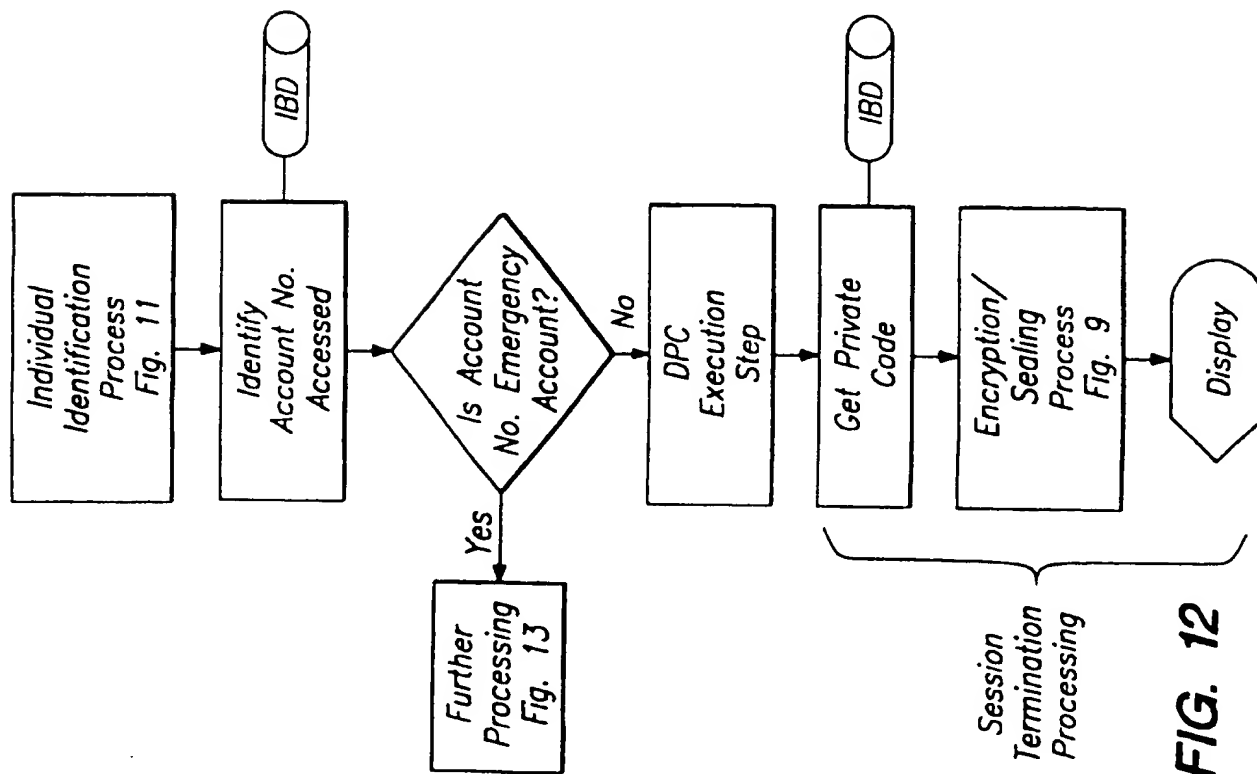 Individual
Identification
Process
Fig. 11
Identify
Account No.
Accessed
IBD
Is Account
No. Emergency
Account?
Yes
Further
Processing
Fig. 13
No
DPC
Execution
Step
Get Private
Code
IBD
Encryption/
Sealing
Process
Fig. 9
Display
Session
Termination
Processing
FIG. 12